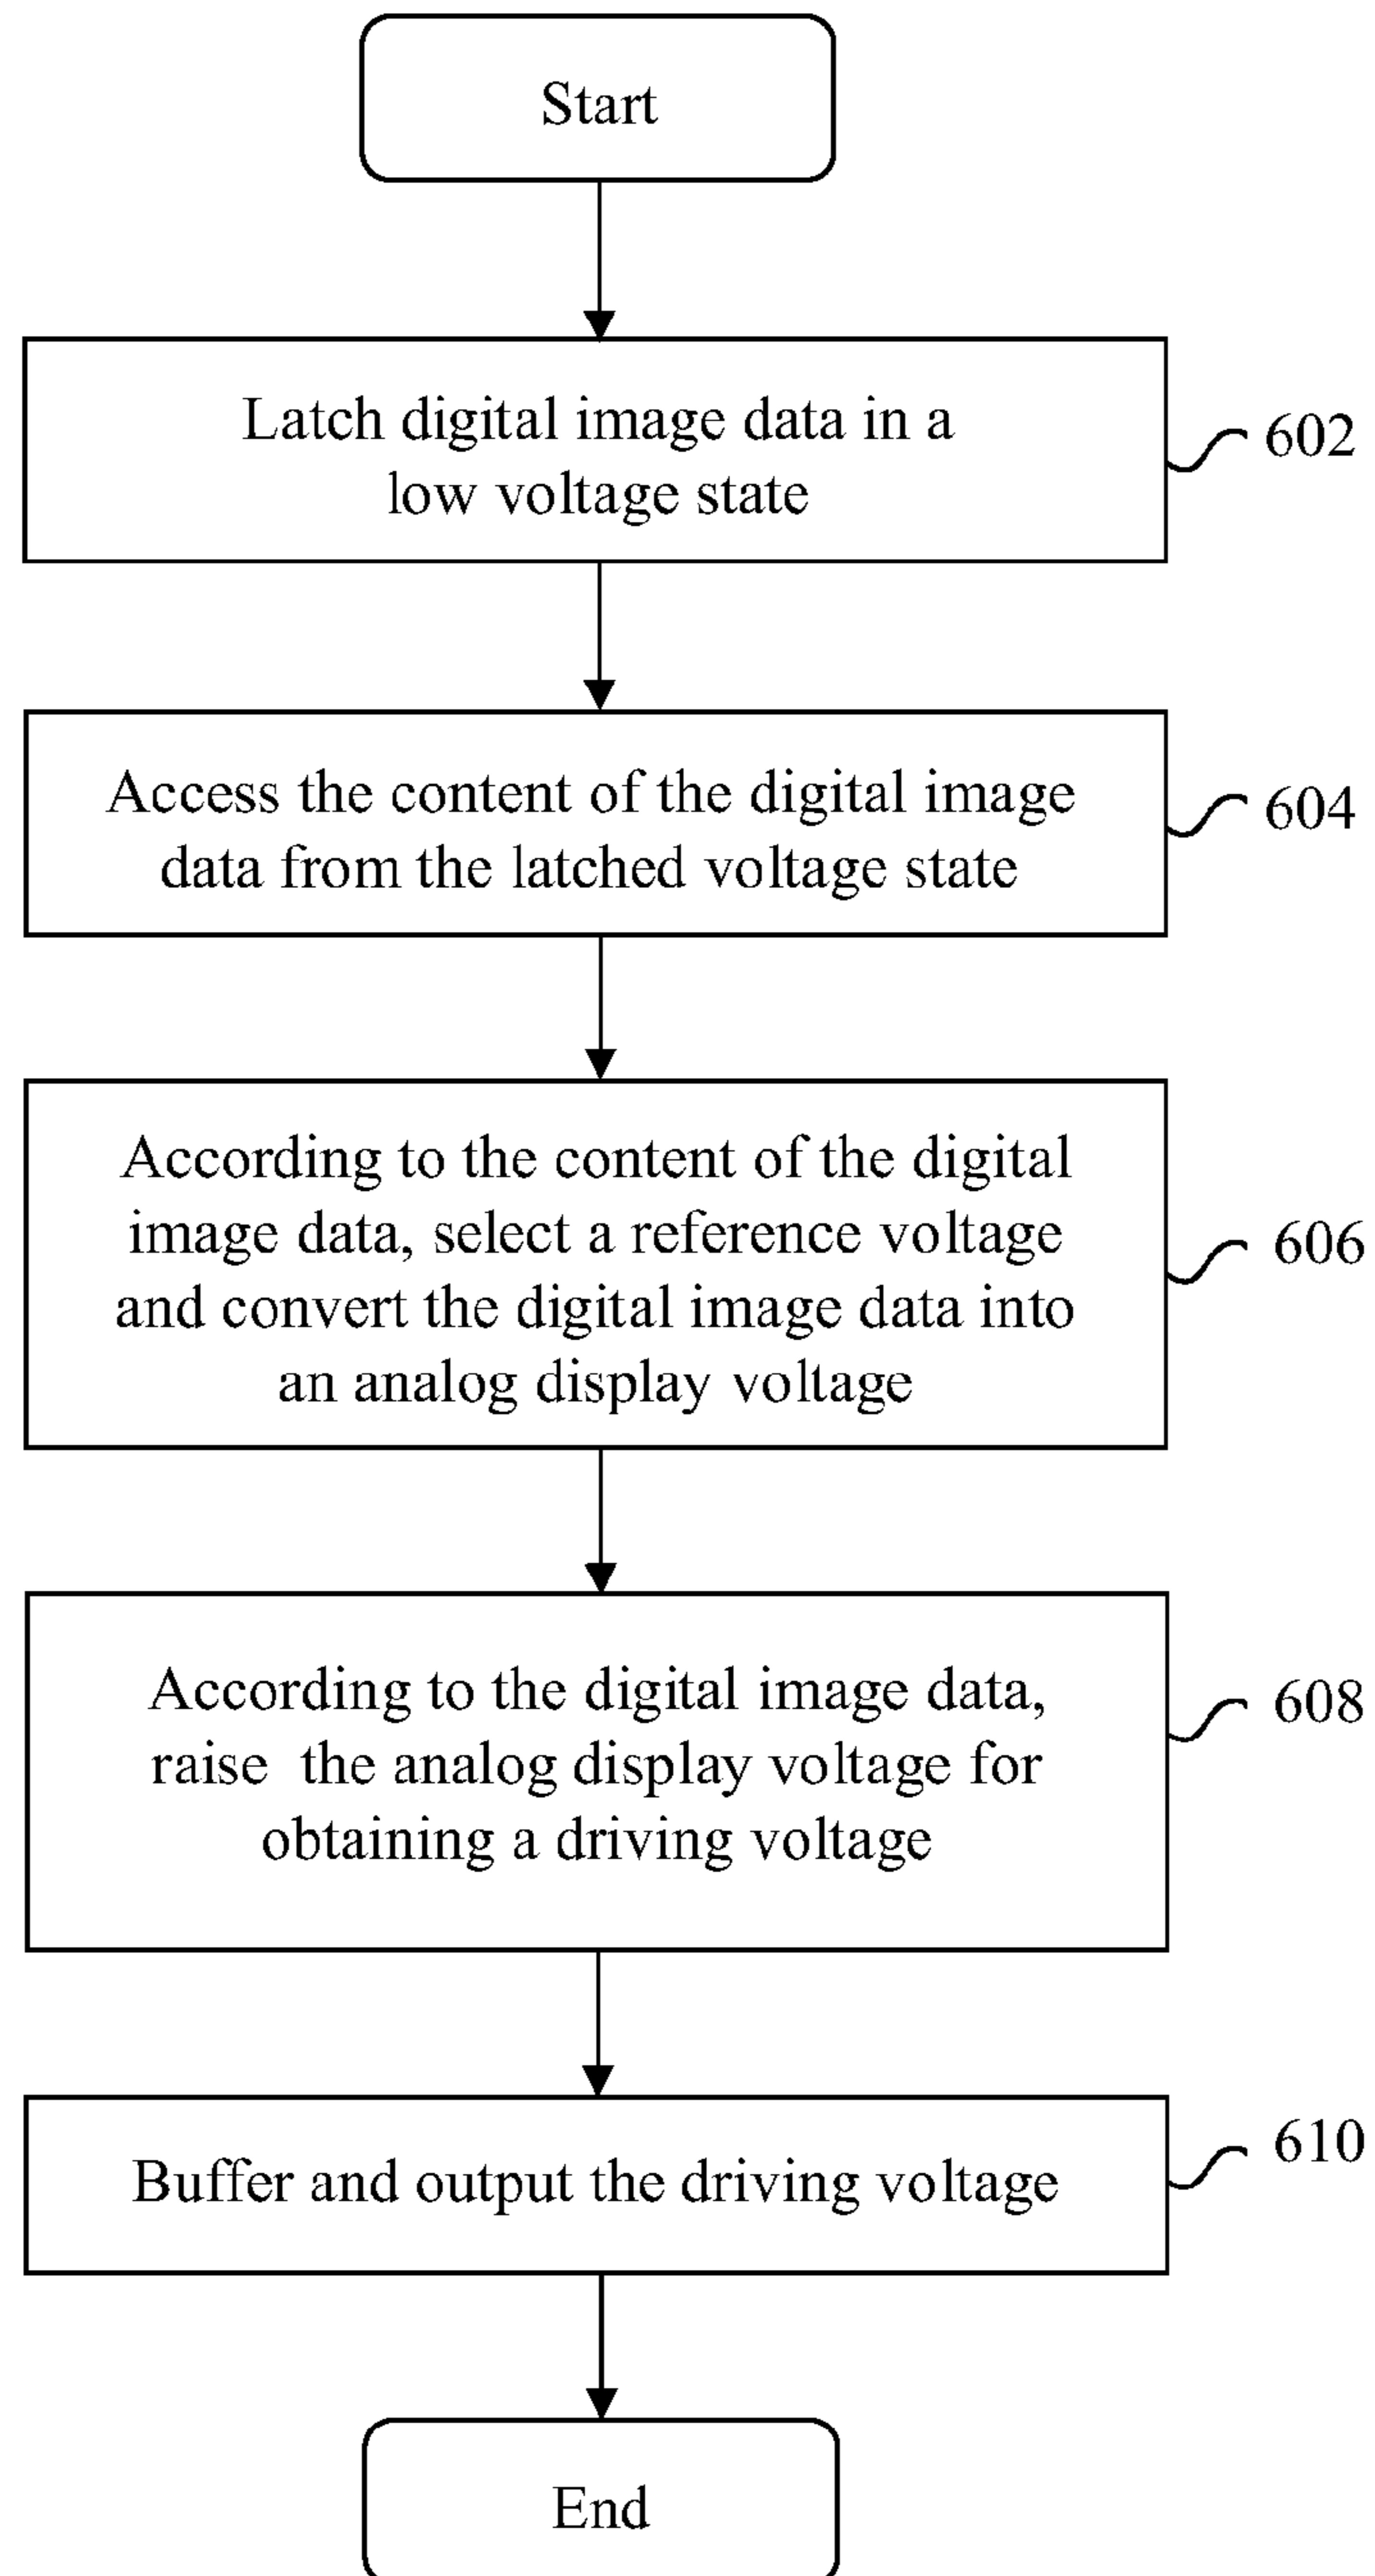 Start
Latch digital image data in a
low voltage state
602
Access the content of the digital image
data from the latched voltage state
604
According to the content of the digital
image data, select a reference voltage
and convert the digital image data into
an analog display voltage
606
According to the digital image data,
raise the analog display voltage for
obtaining a driving voltage
608
Buffer and output the driving voltage
610
End